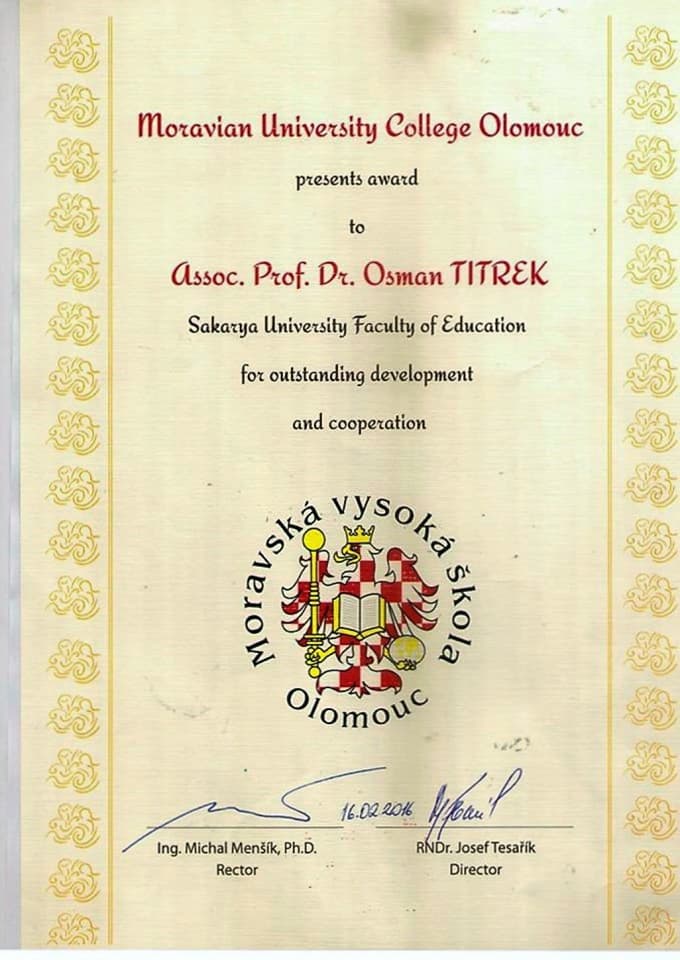 Moravian University College Olomouc
presents award
to
Assoc. Prof. Dr. Osman TITREK
Sakarya University Faculty of Education
for outstanding development
and cooperation
Moravská vysoká škola
Olomouc
16.02.2016
Ing. Michal Menšík, Ph.D.
Rector
RNDr. Josef Tesařík
Director